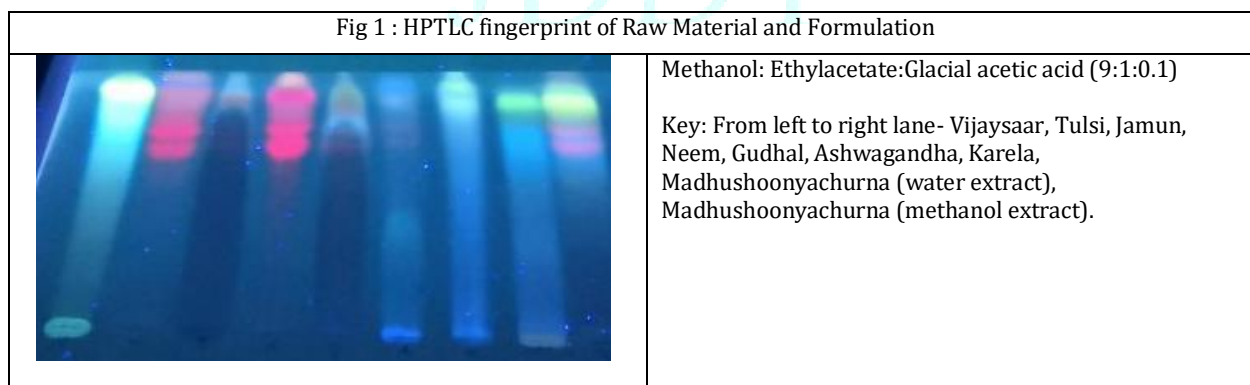 Fig 1 : HPTLC fingerprint of Raw Material and Formulation
Methanol: Ethylacetate:Glacial acetic acid (9:1:0.1)
Key: From left to right lane- Vijaysaar, Tulsi, Jamun,
Neem, Gudhal, Ashwagandha, Karela,
Madhushoonyachurna (water extract),
Madhushoonyachurna (methanol extract).